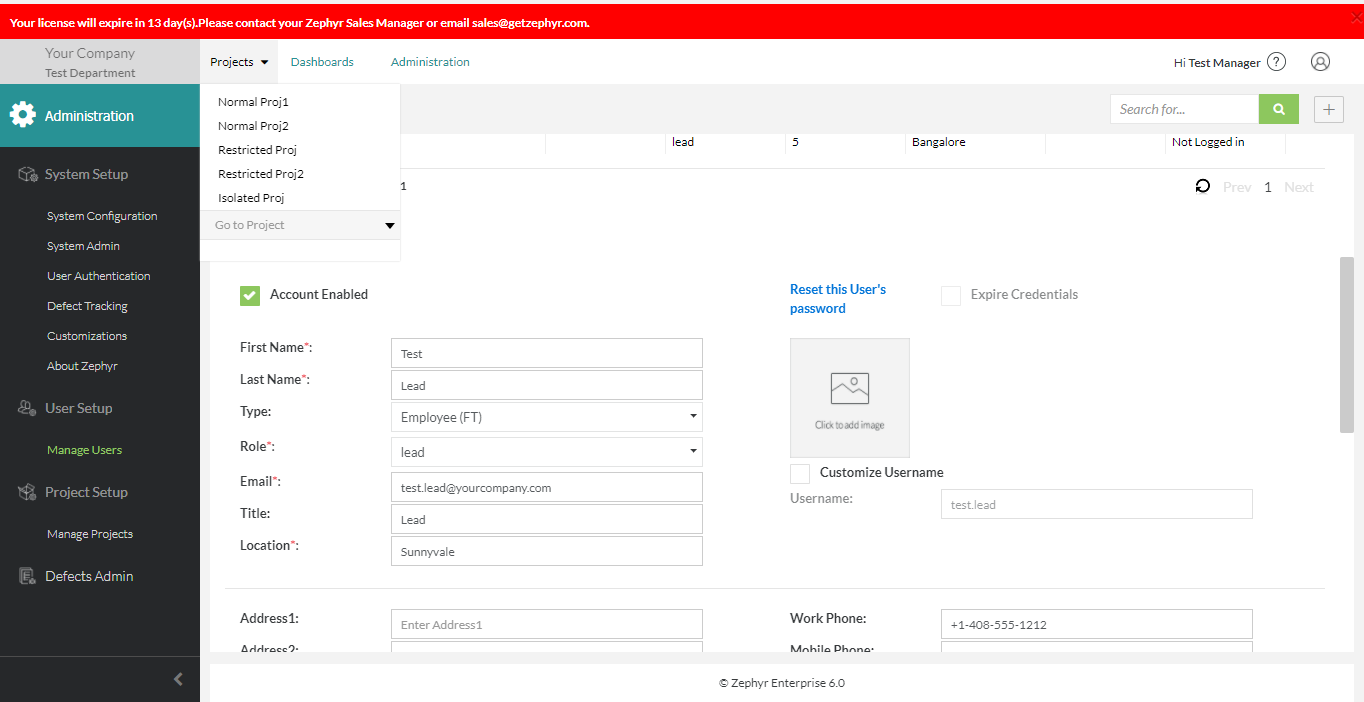 Your license will expire in 13 day(s).Please contact your Zephyr Sales Manager or email sales@getzephyr.com.
Your Company
Test Department
Projects
Dashboards
Administration
Hi Test Manager
?
Administration
System Setup
System Configuration
System Admin
User Authentication
Defect Tracking
Customizations
About Zephyr
User Setup
Manage Users
Project Setup
Manage Projects
Defects Admin
Normal Proj1
Normal Proj2
Restricted Proj
Restricted Proj2
Isolated Proj
Go to Project
Search for...
+
lead 5 Bangalore Not Logged in
1
Prev 1 Next
Account Enabled
Reset this User's
password
Expire Credentials
First Name*: Test
Last Name*: Lead
Type: Employee (FT)
Role*: lead
Email*: test.lead@yourcompany.com
Title: Lead
Location*: Sunnyvale
Click to add image
Customize Username
Username: test.lead
Address1: Enter Address1
Work Phone: +1-408-555-1212
Address2:
Mobile Phone:
© Zephyr Enterprise 6.0